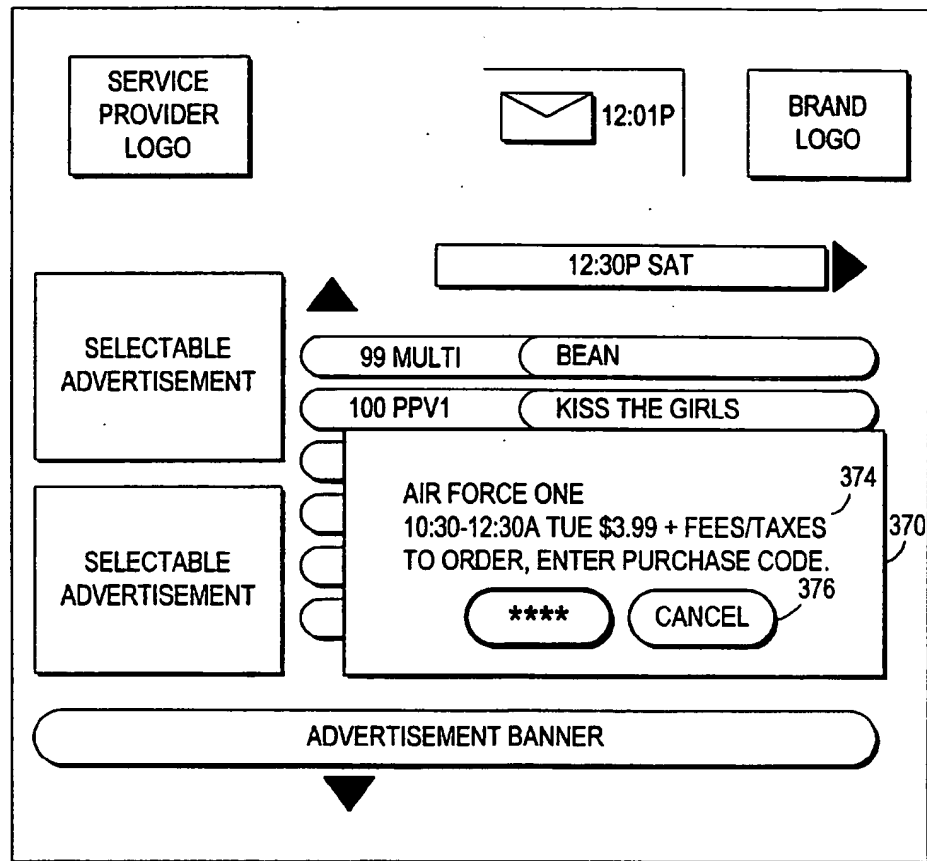 SERVICE
PROVIDER
LOGO
12:01P
BRAND
LOGO
12:30P SAT
SELECTABLE
ADVERTISEMENT
99 MULTI BEAN
100 PPV1 KISS THE GIRLS
AIR FORCE ONE
374
10:30-12:30A TUE $3.99 + FEES/TAXES
370
TO ORDER, ENTER PURCHASE CODE.
376
**** CANCEL
SELECTABLE
ADVERTISEMENT
ADVERTISEMENT BANNER